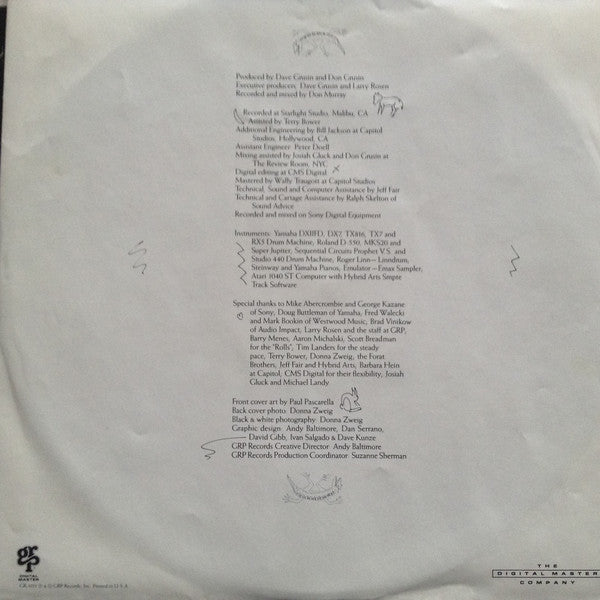 Produced by Dave Grusin and Don Grusin
Executive producers, Dave Grusin and Larry Rosen
Recorded and mixed by Don Murray
Recorded at Starlight Studio, Malibu, CA
Assisted by Terry Bower
Additional Engineering by Bill Jackson at Capitol
Studios, Hollywood, CA
Assistant Engineer: Peter Doell
Mixing assisted by Josiah Gluck and Don Grusin at
The Review Room, NYC
Digital editing at CMS Digital
Mastered by Wally Traugott at Capitol Studios
Technical, Sound and Computer Assistance by Jeff Fair
Technical and Cartage Assistance by Ralph Skelton of
Sound Advice
Recorded and mixed on Sony Digital Equipment
Instruments: Yamaha DXIIFD, DX7, TX816, TX7 and
RX5 Drum Machine, Roland D-550, MKS20 and
Super Jupiter, Sequential Circuits Prophet V.S. and
Studio 440 Drum Machine, Roger Linn—Linndrum,
Steinway and Yamaha Pianos, Emulator—Emax Sampler,
Atari 1040 ST Computer with Hybrid Arts Smpte
Track Software
Special thanks to Mike Abercrombie and George Kazane
of Sony, Doug Buttleman of Yamaha, Fred Walecki
and Mark Bookin of Westwood Music, Brad Vinikow
of Audio Impact, Larry Rosen and the staff at GRP,
Barry Menes, Aaron Michalski, Scott Breadman
for the "Rolls", Tim Landers for the steady
pace, Terry Bower, Donna Zweig, the Forat
Brothers, Jeff Fair and Hybrid Arts, Barbara Hein
at Capitol, CMS Digital for their flexibility, Josiah
Gluck and Michael Landy
Front cover art by Paul Pascarella
Back cover photo: Donna Zweig
Black & white photography: Donna Zweig
Graphic design: Andy Baltimore, Dan Serrano,
David Gibb, Ivan Salgado & Dave Kunze
GRP Records Creative Director: Andy Baltimore
GRP Records Production Coordinator: Suzanne Sherman
grp
DIGITAL
MASTER
GRP Records, Inc. Printed in U.S.A.
THE
DIGITAL MASTER
COMPANY